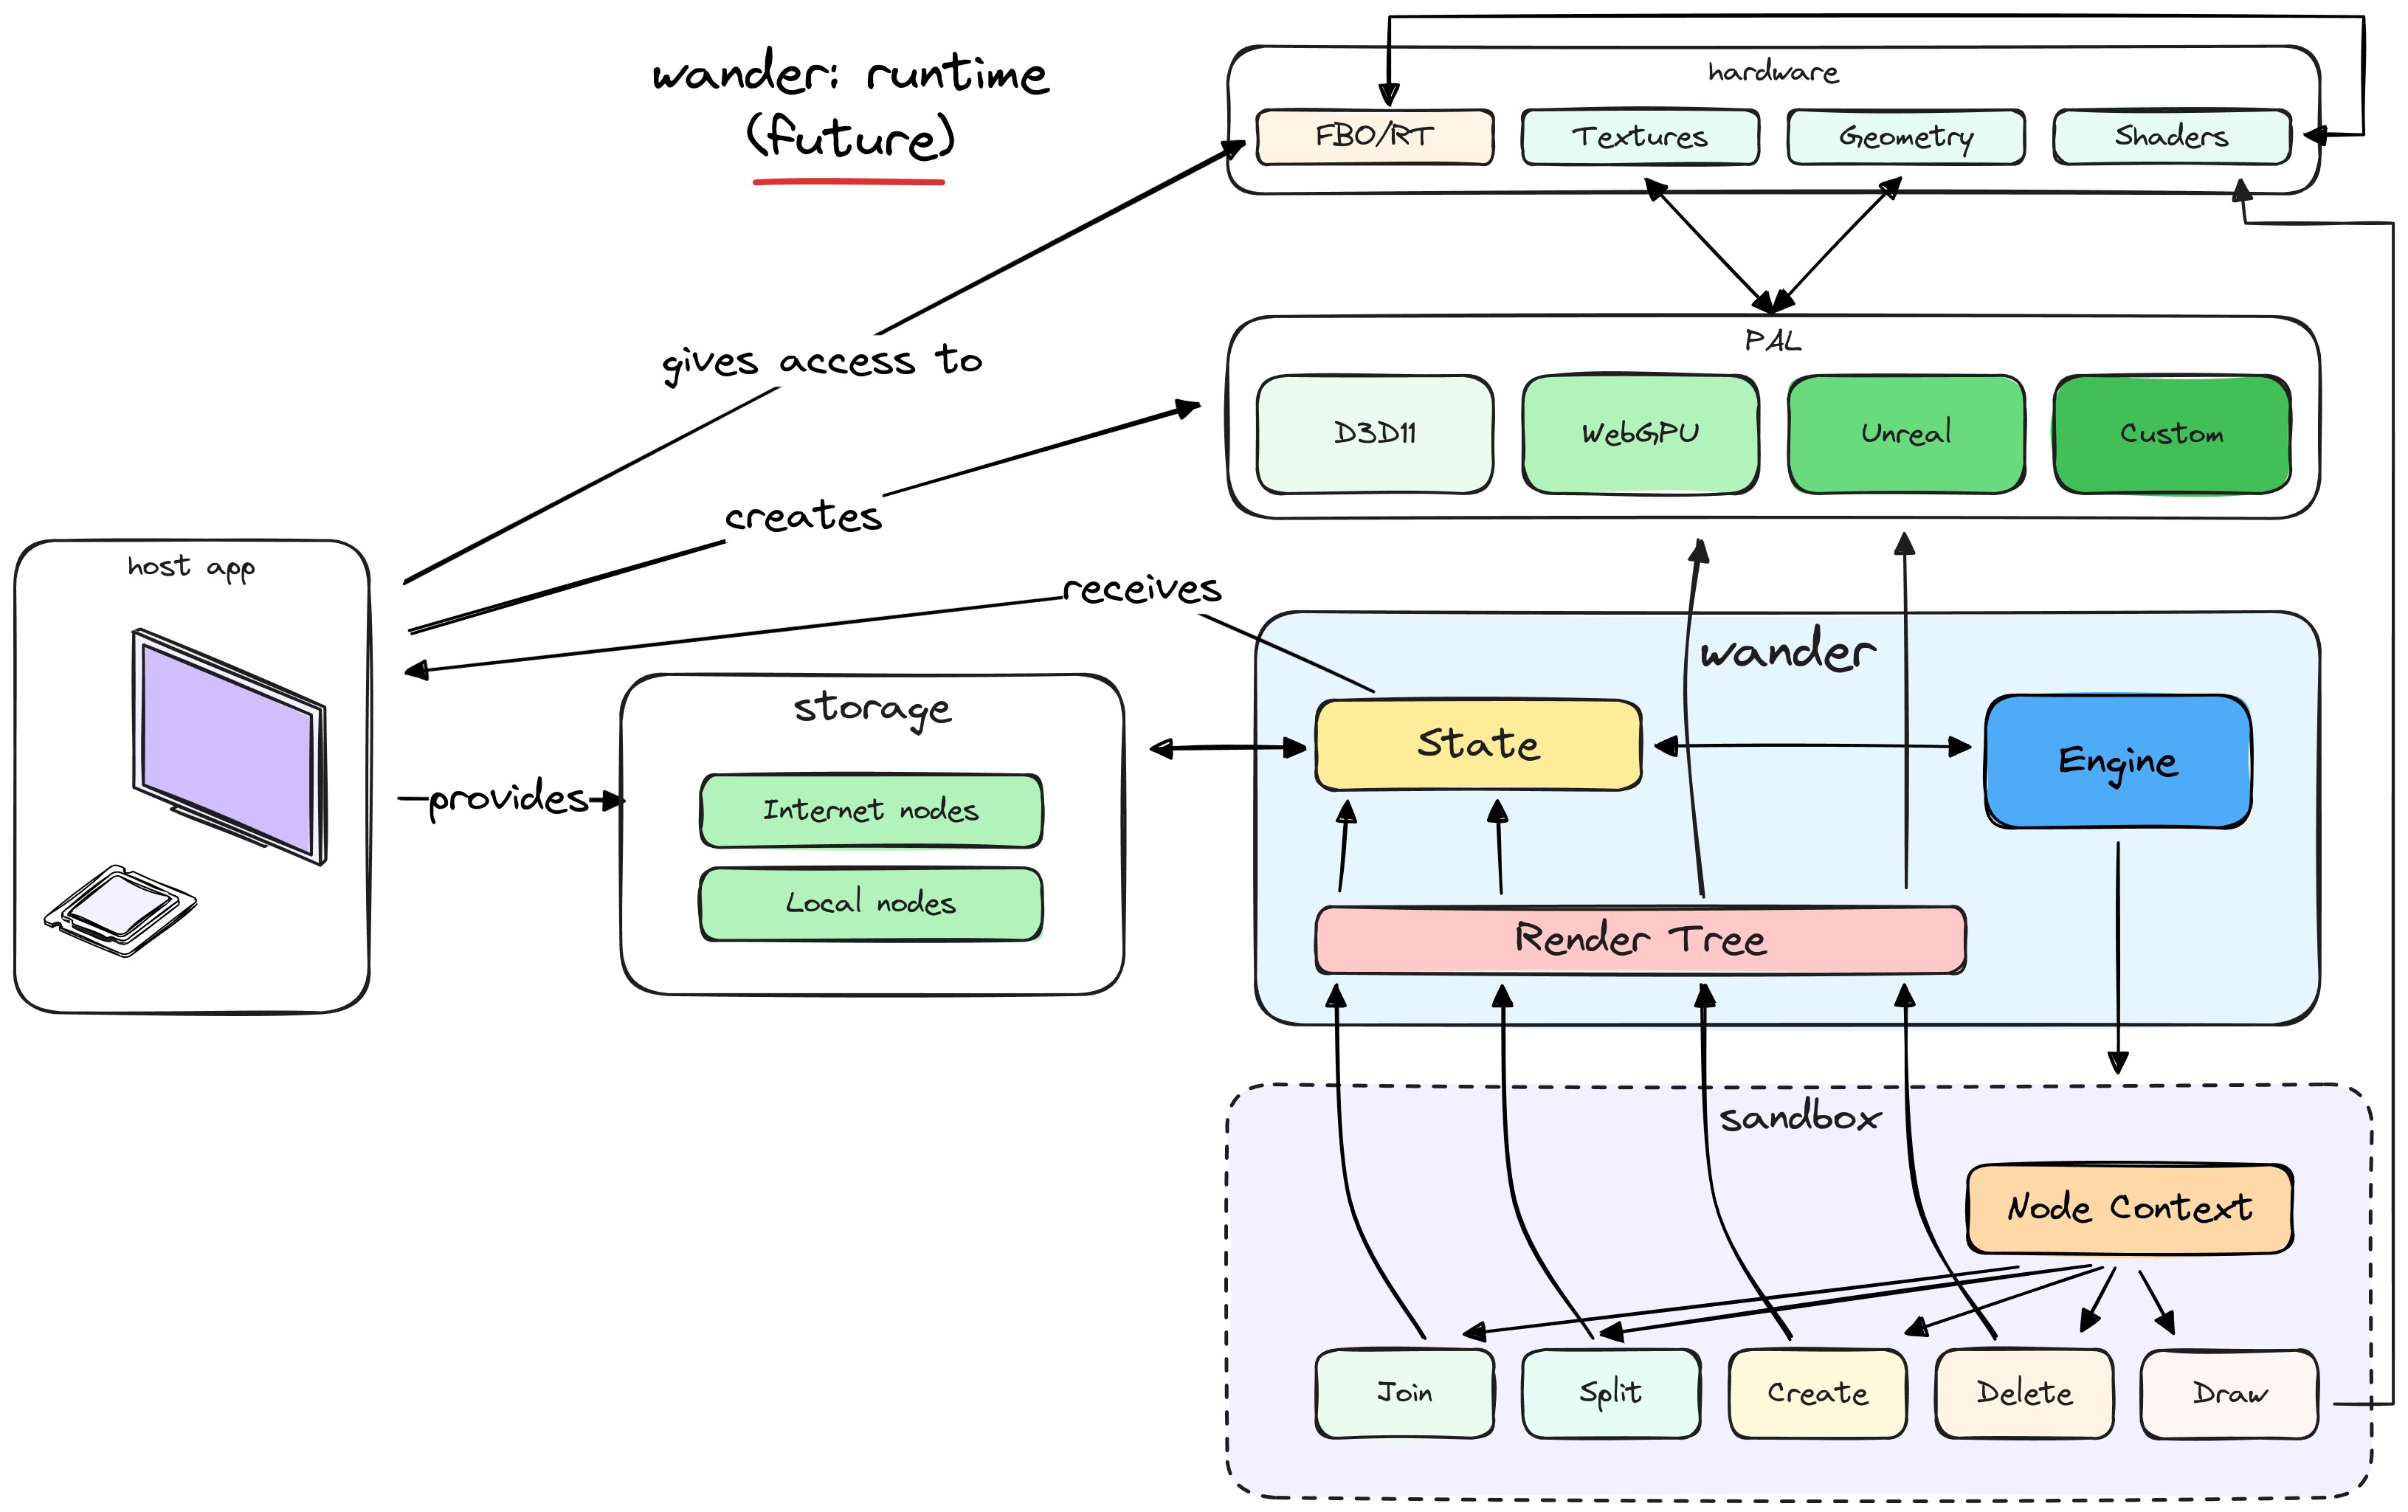 wander: runtime
(future)
hardware
FBO/RT
Textures
Geometry
Shaders
gives access to
PAL
D3D11
WebGPU
Unreal
Custom
creates
host app
receives
wander
storage
State
Engine
provides
Internet nodes
Local nodes
Render Tree
sandbox
Node Context
Join
Split
Create
Delete
Draw